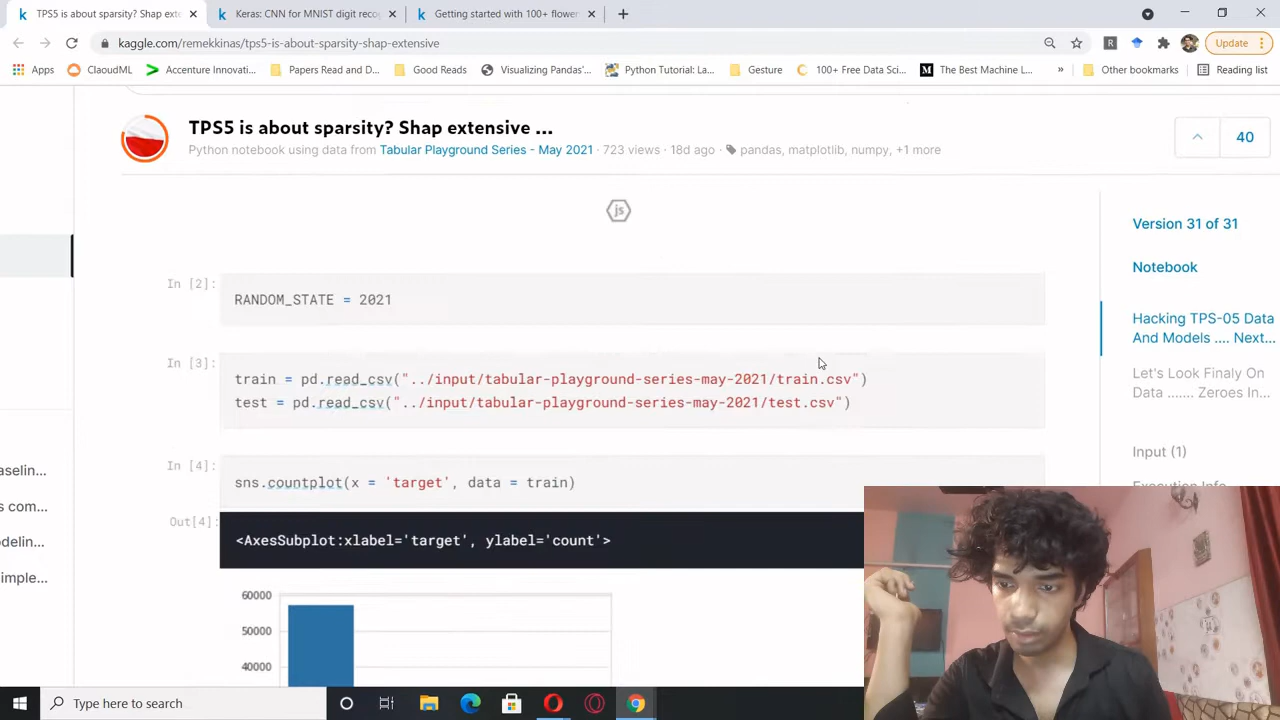 TPS5 is about sparsity? Shap exte
Keras: CNN for MNIST digit reco
Getting started with 100+ flower
kaggle.com/remekkinas/tps5-is-about-sparsity-shap-extensive
Update
Apps
ClaoudML
Accenture Innovati...
Papers Read and D...
Good Reads
Visualizing Pandas'...
Python Tutorial: La...
Gesture
100+ Free Data Sci...
The Best Machine L...
»
Other bookmarks
Reading list
TPS5 is about sparsity? Shap extensive ...
Python notebook using data from Tabular Playground Series - May 2021 · 723 views · 18d ago · pandas, matplotlib, numpy, +1 more
40
js
Version 31 of 31
Notebook
Hacking TPS-05 Data
And Models .... Next...
Let's Look Finaly On
Data ....... Zeroes In...
Input (1)
In [2]:
RANDOM_STATE = 2021
In [3]:
train = pd.read_csv("../input/tabular-playground-series-may-2021/train.csv")
test = pd.read_csv("../input/tabular-playground-series-may-2021/test.csv")
In [4]:
sns.countplot(x = 'target', data = train)
Out[4]:
<AxesSubplot:xlabel='target', ylabel='count'>
60000
50000
40000
aselin...
s com...
odelin...
imple...
Type here to search